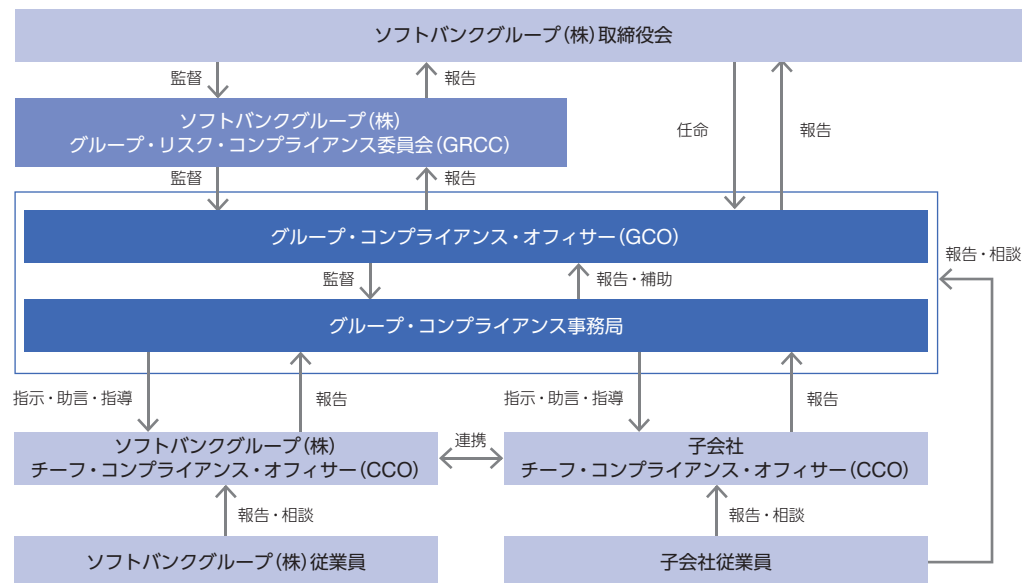 ソフトバンクグループ(株)取締役会
監督
報告
任命
報告
ソフトバンクグループ(株)
グループ・リスク・コンプライアンス委員会(GRCC)
監督
報告
グループ・コンプライアンス・オフィサー(GCO)
報告・相談
監督
報告・補助
グループ・コンプライアンス事務局
指示・助言・指導
報告
指示・助言・指導
報告
ソフトバンクグループ(株)
チーフ・コンプライアンス・オフィサー(CCO)
連携
子会社
チーフ・コンプライアンス・オフィサー(CCO)
報告・相談
報告・相談
ソフトバンクグループ(株)従業員
子会社従業員